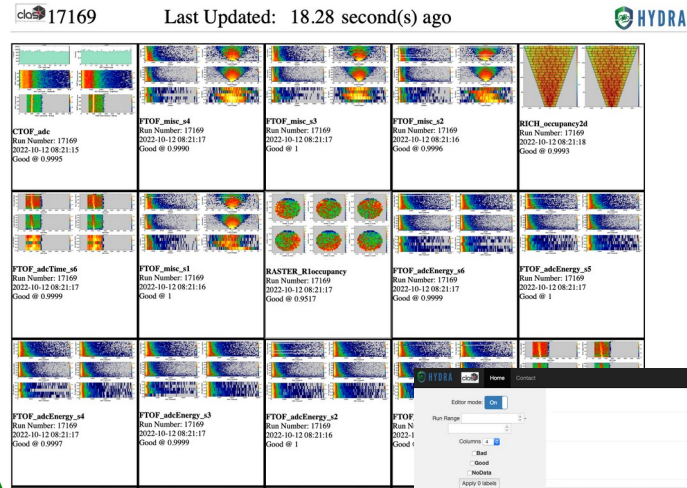 clas 17169 Last Updated: 18.28 second(s) ago HYDRA
CTOF_adc
Run Number: 17169
2022-10-12 08:21:15
Good @ 0.9995
FTOF_misc_s4
Run Number: 17169
2022-10-12 08:21:17
Good @ 0.9990
FTOF_misc_s3
Run Number: 17169
2022-10-12 08:21:17
Good @ 1
FTOF_misc_s2
Run Number: 17169
2022-10-12 08:21:16
Good @ 0.9996
RICH_occupancy2d
Run Number: 17169
2022-10-12 08:21:18
Good @ 0.9993
FTOF_adcTime_s6
Run Number: 17169
2022-10-12 08:21:17
Good @ 0.9999
FTOF_misc_s1
Run Number: 17169
2022-10-12 08:21:16
Good @ 1
RASTER_R1occupancy
Run Number: 17169
2022-10-12 08:21:17
Good @ 0.9517
FTOF_adcEnergy_s6
Run Number: 17169
2022-10-12 08:21:17
Good @ 0.9999
FTOF_adcEnergy_s5
Run Number: 17169
2022-10-12 08:21:17
Good @ 1
FTOF_adcEnergy_s4
Run Number: 17169
2022-10-12 08:21:17
Good @ 0.9997
FTOF_adcEnergy_s3
Run Number: 17169
2022-10-12 08:21:17
Good @ 0.9999
FTOF_adcEnergy_s2
Run Number: 17169
2022-10-12 08:21:16
Good @ 1
HYDRA clas Home Contact
Editor mode: On
Run Range
Columns 4
Bad
Good
NoData
Apply 0 labels